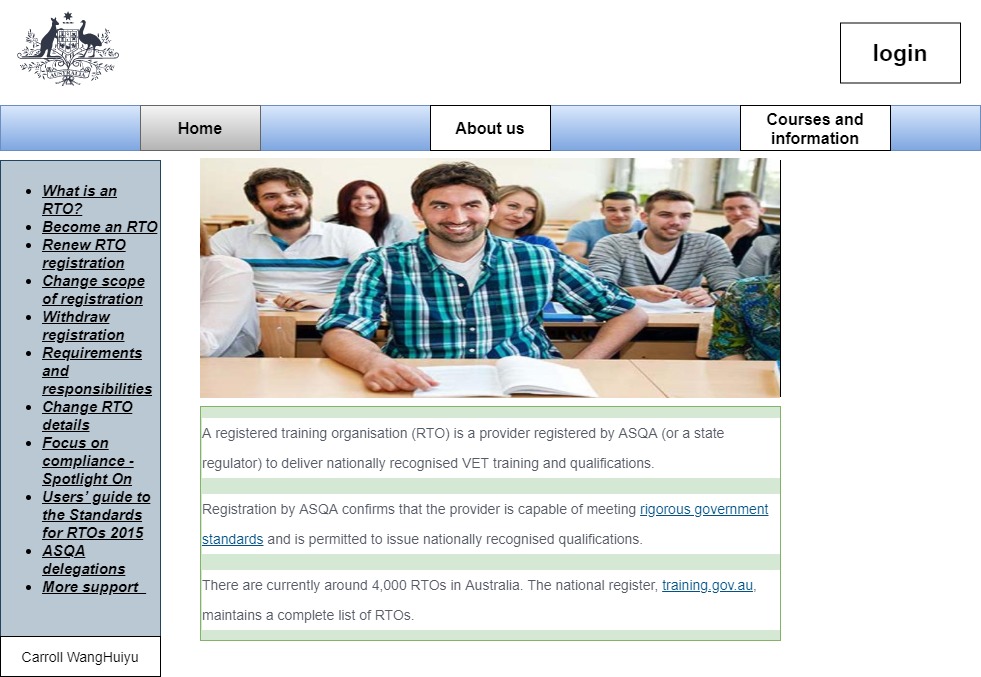 AUSTRALIA
login
Home
About us
Courses and
information
What is an
RTO?
Become an RTO
Renew RTO
registration
Change scope
of registration
Withdraw
registration
Requirements
and
responsibilities
Change RTO
details
Focus on
compliance -
Spotlight On
Users’ guide to
the Standards
for RTOs 2015
ASQA
delegations
More support
Carroll WangHuiyu
A registered training organisation (RTO) is a provider registered by ASQA (or a state
regulator) to deliver nationally recognised VET training and qualifications.
Registration by ASQA confirms that the provider is capable of meeting rigorous government
standards and is permitted to issue nationally recognised qualifications.
There are currently around 4,000 RTOs in Australia. The national register, training.gov.au,
maintains a complete list of RTOs.